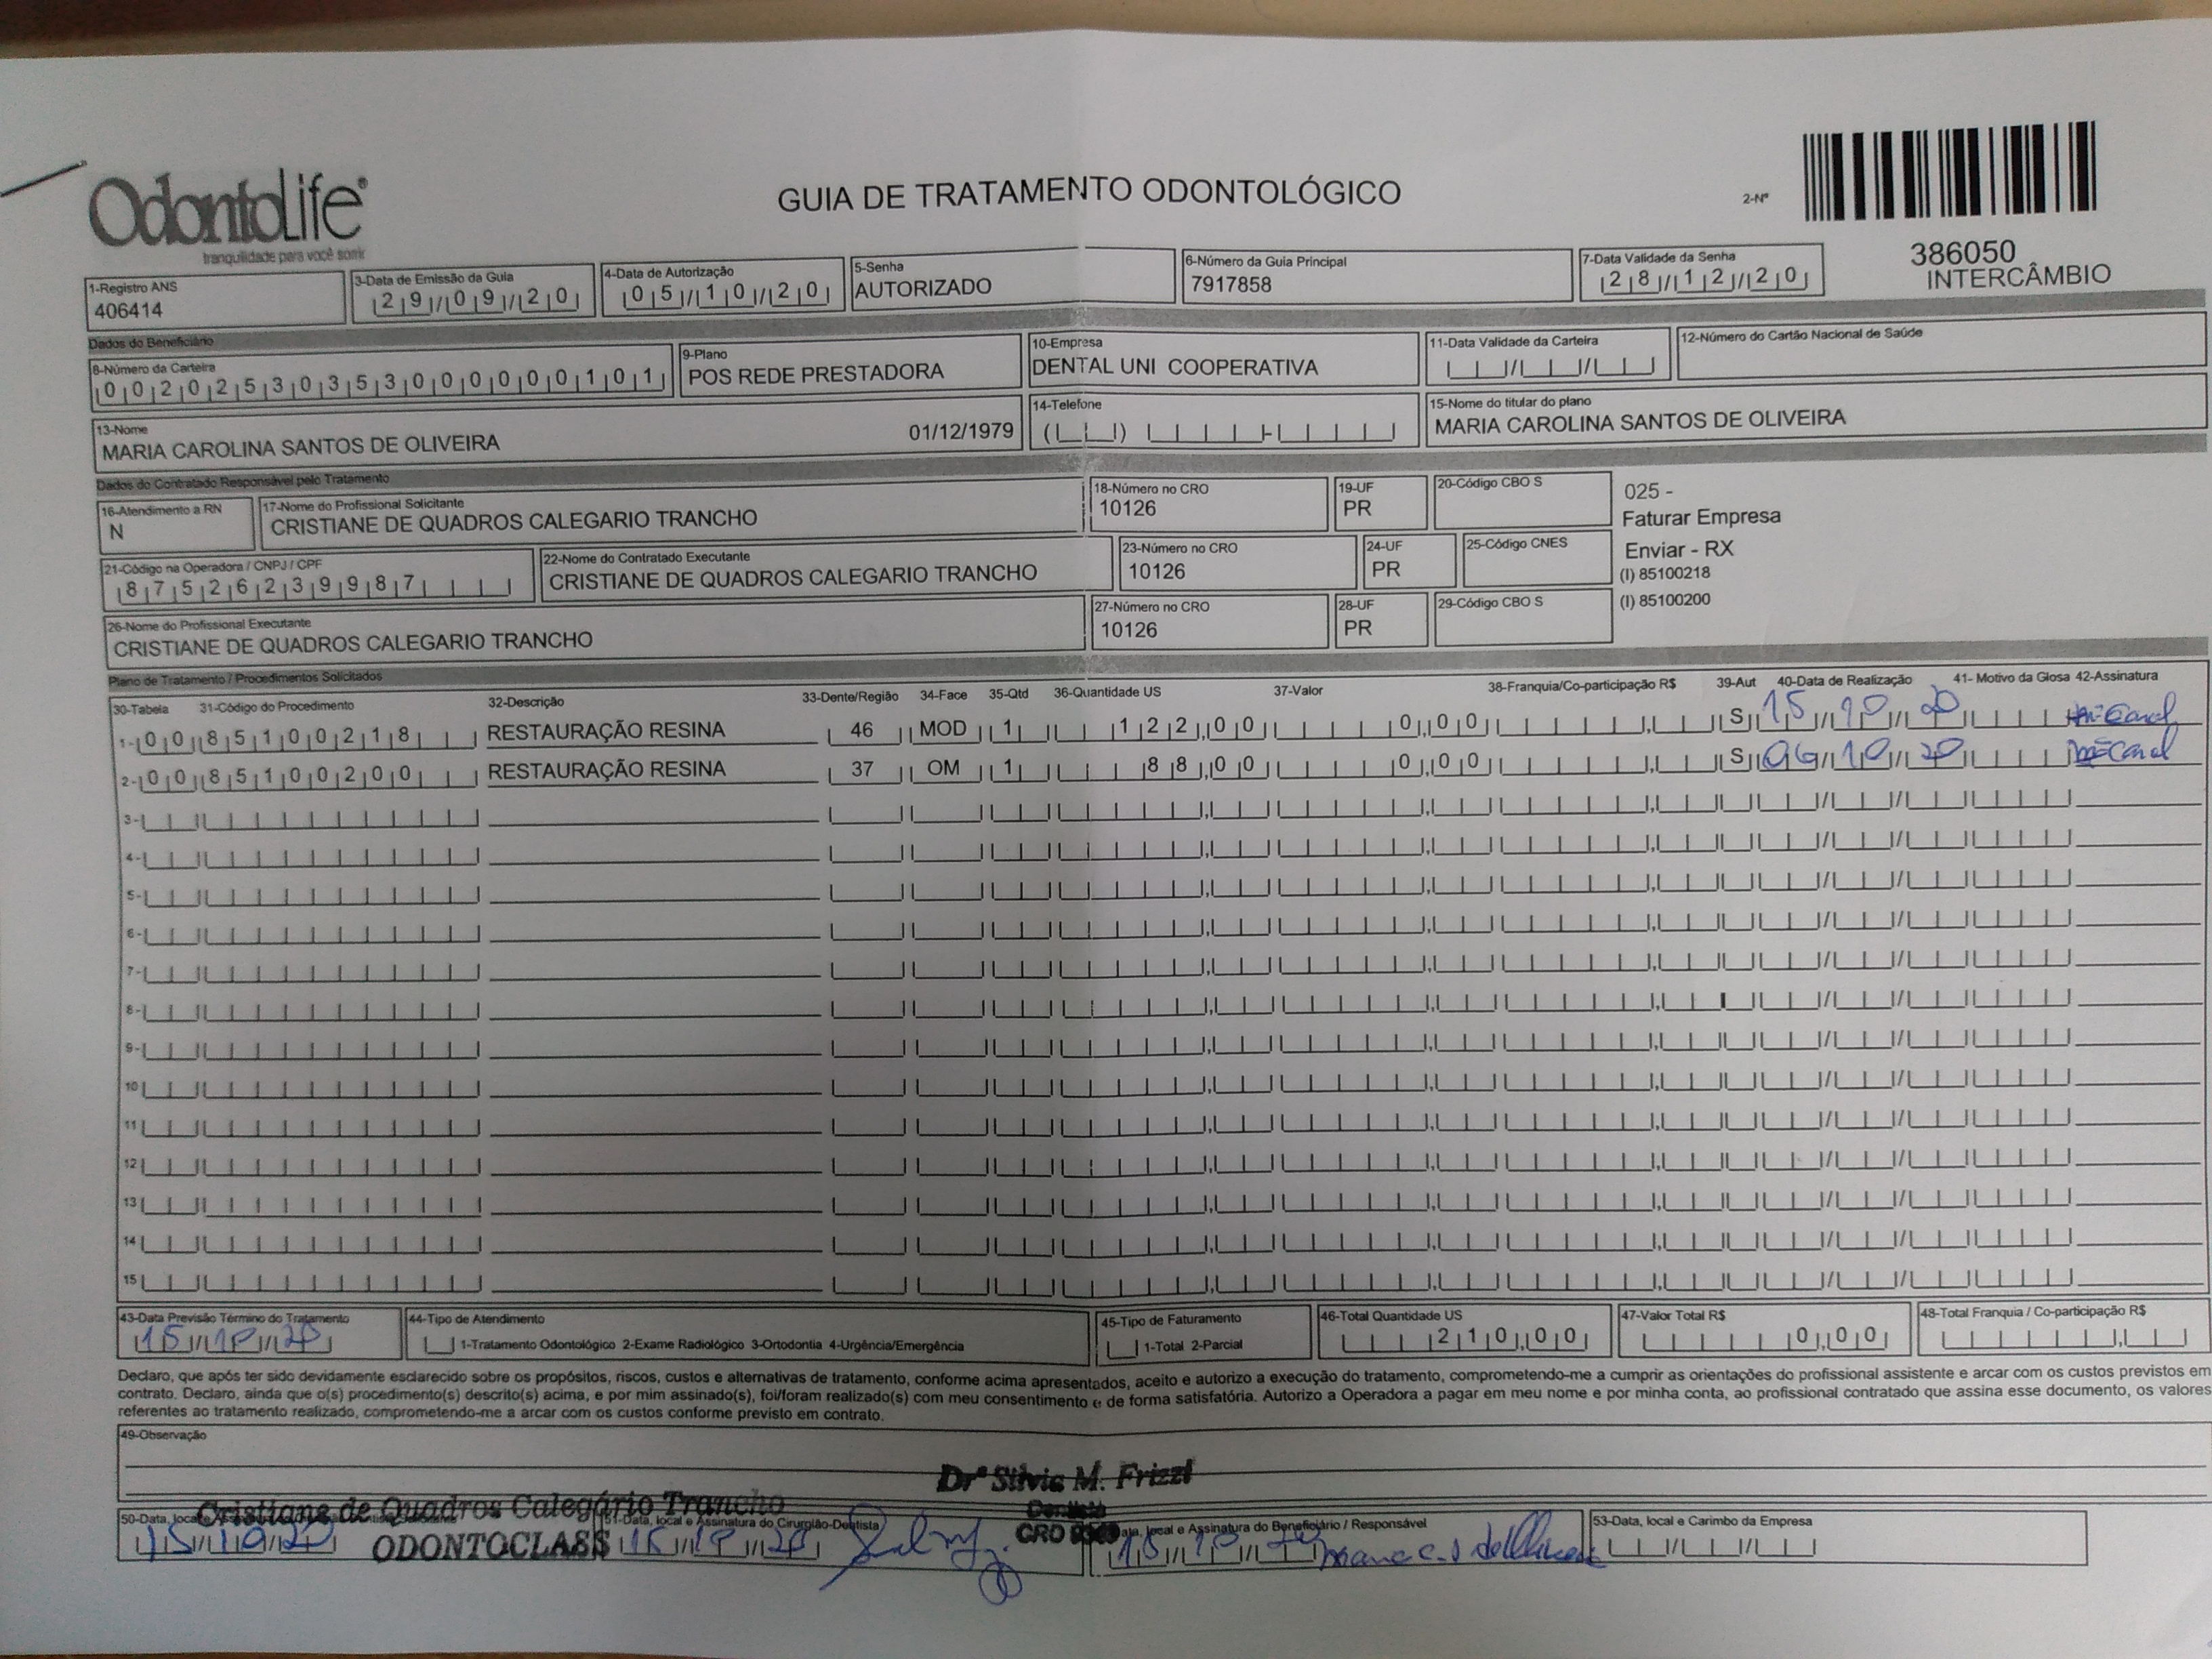 OdontoLife®
tranquilidade para você sorrir
GUIA DE TRATAMENTO ODONTOLÓGICO
2-Nº
386050
INTERCÂMBIO
1-Registro ANS
406414
3-Data de Emissão da Guia
29/09/20
4-Data de Autorização
05/10/20
5-Senha
AUTORIZADO
6-Número da Guia Principal
7917858
7-Data Validade da Senha
28/12/20
Dados do Beneficiário
8-Número da Carteira
00202530353000000101
9-Plano
POS REDE PRESTADORA
10-Empresa
DENTAL UNI COOPERATIVA
11-Data Validade da Carteira
12-Número do Cartão Nacional de Saúde
13-Nome
MARIA CAROLINA SANTOS DE OLIVEIRA 01/12/1979
14-Telefone
15-Nome do titular do plano
MARIA CAROLINA SANTOS DE OLIVEIRA
Dados do Contratado Responsável pelo Tratamento
16-Atendimento a RN
N
17-Nome do Profissional Solicitante
CRISTIANE DE QUADROS CALEGARIO TRANCHO
18-Número no CRO
10126
19-UF
PR
20-Código CBO S
025 -
Faturar Empresa
Enviar - RX
(I) 85100218
(I) 85100200
21-Código na Operadora / CNPJ / CPF
87526239987
22-Nome do Contratado Executante
CRISTIANE DE QUADROS CALEGARIO TRANCHO
23-Número no CRO
10126
24-UF
PR
25-Código CNES
26-Nome do Profissional Executante
CRISTIANE DE QUADROS CALEGARIO TRANCHO
27-Número no CRO
10126
28-UF
PR
29-Código CBO S
Plano de Tratamento / Procedimentos Solicitados
30-Tabela 31-Código do Procedimento 32-Descrição 33-Dente/Região 34-Face 35-Qtd 36-Quantidade US 37-Valor 38-Franquia/Co-participação R$ 39-Aut 40-Data de Realização 41- Motivo da Glosa 42-Assinatura
1- 00 85100218 RESTAURAÇÃO RESINA 46 MOD 1 122,00 0,00 S 15/10/20
2- 00 85100200 RESTAURAÇÃO RESINA 37 OM 1 88,00 0,00 S 06/10/20
3-
4-
5-
6-
7-
8-
9-
10
11
12
13
14
15
43-Data Previsão Término do Tratamento
15/10/20
44-Tipo de Atendimento
1-Tratamento Odontológico 2-Exame Radiológico 3-Ortodontia 4-Urgência/Emergência
45-Tipo de Faturamento
1-Total 2-Parcial
46-Total Quantidade US
210,00
47-Valor Total R$
0,00
48-Total Franquia / Co-participação R$
Declaro, que após ter sido devidamente esclarecido sobre os propósitos, riscos, custos e alternativas de tratamento, conforme acima apresentados, aceito e autorizo a execução do tratamento, comprometendo-me a cumprir as orientações do profissional assistente e arcar com os custos previstos em
contrato. Declaro, ainda que o(s) procedimento(s) descrito(s) acima, e por mim assinado(s), foi/foram realizado(s) com meu consentimento e de forma satisfatória. Autorizo a Operadora a pagar em meu nome e por minha conta, ao profissional contratado que assina esse documento, os valores
referentes ao tratamento realizado, comprometendo-me a arcar com os custos conforme previsto em contrato.
49-Observação
Drª Silvia M. Frizzi
Dentista
CRO
Cristiane de Quadros Calegário Trancho
ODONTOCLASS
50-Data, local e
15/10/20
51-Data, local e Assinatura do Cirurgião-Dentista
15/10/20
Data, local e Assinatura do Beneficiário / Responsável
15/10/20
53-Data, local e Carimbo da Empresa